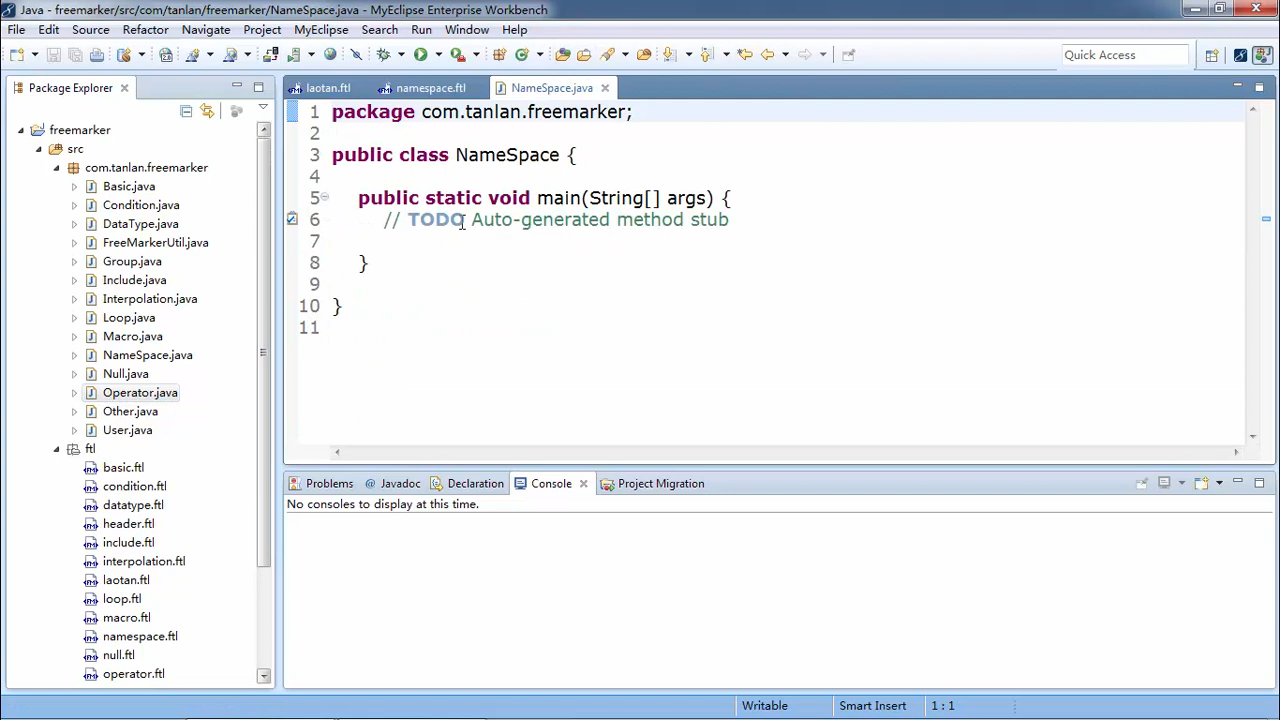 Java - freemarker/src/com/tanlan/freemarker/NameSpace.java - MyEclipse Enterprise Workbench
File Edit Source Refactor Navigate Project MyEclipse Search Run Window Help
Quick Access
Package Explorer
freemarker
src
com.tanlan.freemarker
Basic.java
Condition.java
DataType.java
FreeMarkerUtil.java
Group.java
Include.java
Interpolation.java
Loop.java
Macro.java
NameSpace.java
Null.java
Operator.java
Other.java
User.java
ftl
basic.ftl
condition.ftl
datatype.ftl
header.ftl
include.ftl
interpolation.ftl
laotan.ftl
loop.ftl
macro.ftl
namespace.ftl
null.ftl
operator.ftl
laotan.ftl namespace.ftl NameSpace.java
1 package com.tanlan.freemarker;
2
3 public class NameSpace {
4
5 public static void main(String[] args) {
6 // TODO Auto-generated method stub
7
8 }
9
10 }
11
Problems @ Javadoc Declaration Console Project Migration
No consoles to display at this time.
Writable Smart Insert 1 : 1